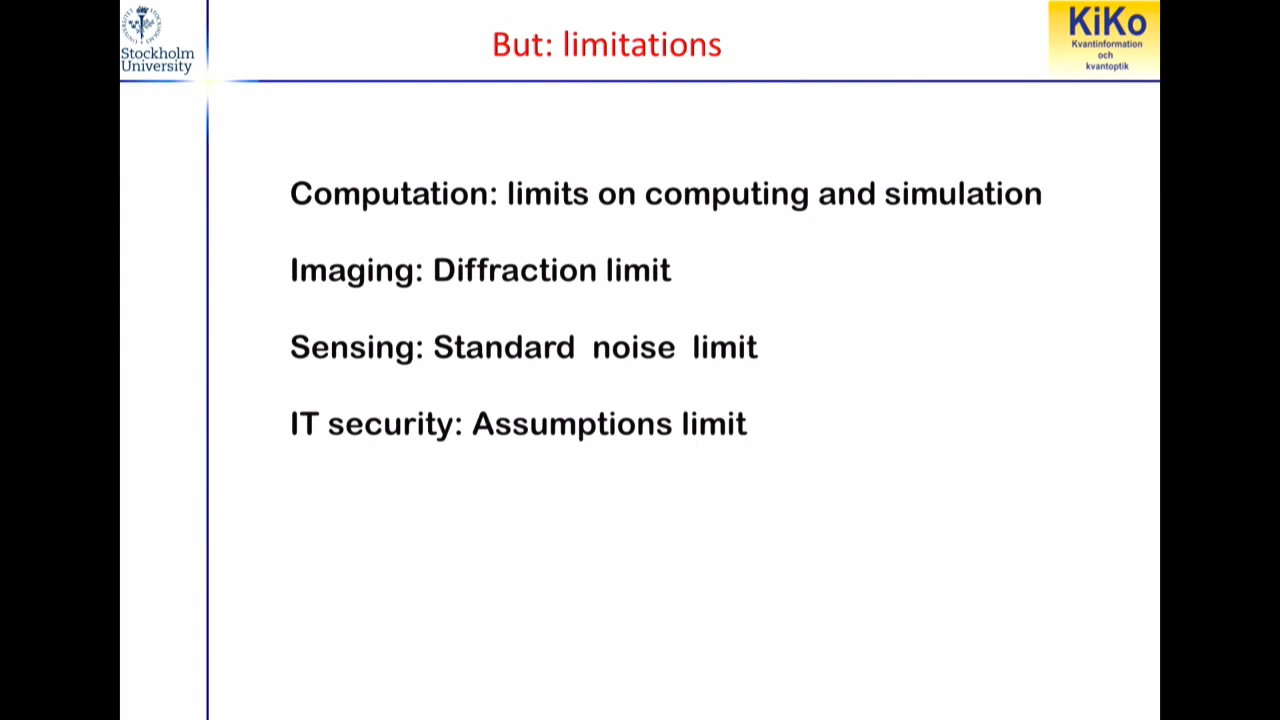 Stockholm
University
But: limitations
KiKo
Kvantinformation
och
kvantoptik
Computation: limits on computing and simulation
Imaging: Diffraction limit
Sensing: Standard noise limit
IT security: Assumptions limit